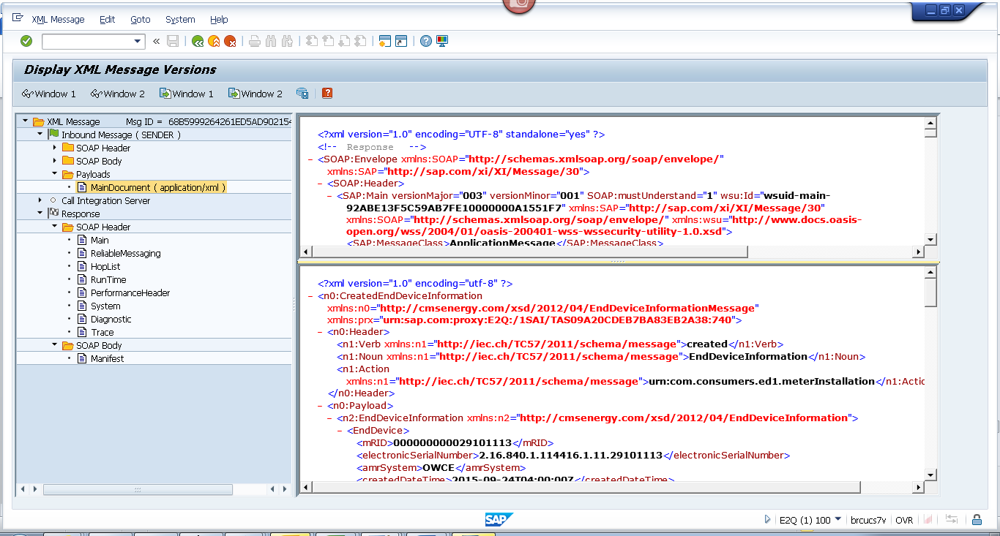 XML Message Edit Goto System Help
Display XML Message Versions
Window 1 Window 2 Window 1 Window 2
XML Message Msg ID = 68B5999264261ED5AD902154
Inbound Message ( SENDER )
SOAP Header
SOAP Body
Payloads
MainDocument ( application/xml )
Call Integration Server
Response
SOAP Header
Main
ReliableMessaging
HopList
RunTime
PerformanceHeader
System
Diagnostic
Trace
SOAP Body
Manifest
<?xml version="1.0" encoding="UTF-8" standalone="yes" ?>
<!-- Response -->
- <SOAP:Envelope xmlns:SOAP="http://schemas.xmlsoap.org/soap/envelope/"
xmlns:SAP="http://sap.com/xi/XI/Message/30">
- <SOAP:Header>
- <SAP:Main versionMajor="003" versionMinor="001" SOAP:mustUnderstand="1" wsu:Id="wsuid-main-
92ABE13F5C59AB7FE10000000A1551F7" xmlns:SAP="http://sap.com/xi/XI/Message/30"
xmlns:SOAP="http://schemas.xmlsoap.org/soap/envelope/" xmlns:wsu="http://www.docs.oasis-
open.org/wss/2004/01/oasis-200401-wss-wssecurity-utility-1.0.xsd">
<SAP:MessageClass>ApplicationMessage</SAP:MessageClass>
<?xml version="1.0" encoding="utf-8" ?>
- <n0:CreatedEndDeviceInformation
xmlns:n0="http://cmsenergy.com/xsd/2012/04/EndDeviceInformationMessage"
xmlns:prx="urn:sap.com:proxy:E2Q:/1SAI/TAS09A20CDEB7BA83EB2A38:740">
- <n0:Header>
<n1:Verb xmlns:n1="http://iec.ch/TC57/2011/schema/message">created</n1:Verb>
<n1:Noun xmlns:n1="http://iec.ch/TC57/2011/schema/message">EndDeviceInformation</n1:Noun>
<n1:Action
xmlns:n1="http://iec.ch/TC57/2011/schema/message">urn:com.consumers.ed1.meterInstallation</n1:Actio
</n0:Header>
- <n0:Payload>
- <n2:EndDeviceInformation xmlns:n2="http://cmsenergy.com/xsd/2012/04/EndDeviceInformation">
- <EndDevice>
<mRID>000000000029101113</mRID>
<electronicSerialNumber>2.16.840.1.114416.1.11.29101113</electronicSerialNumber>
<amrSystem>OWCE</amrSystem>
<createdDateTime>2015-09-24T04:00:00Z</createdDateTime>
SAP
E2Q (1) 100 brcucs7v OVR